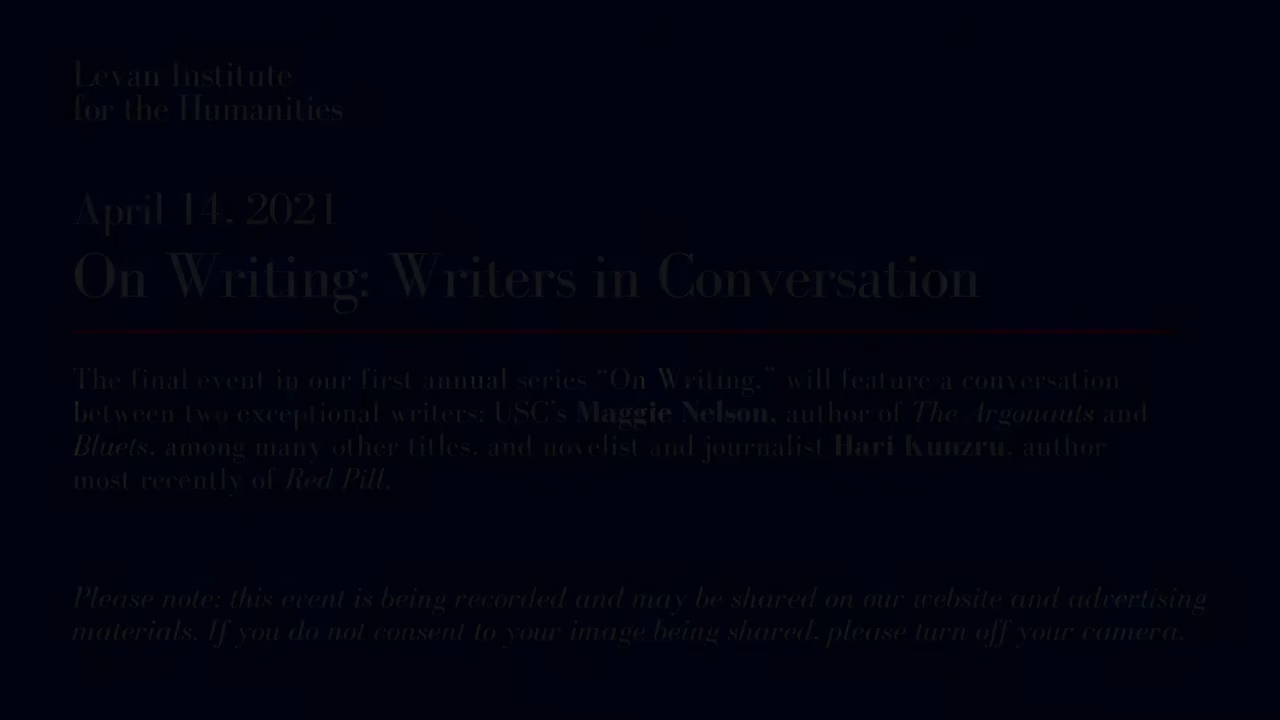 Levan Institute
for the Humanities
April 14, 2021
On Writing: Writers in Conversation
The final event in our first annual series “On Writing,” will feature a conversation
between two exceptional writers: USC’s Maggie Nelson, author of The Argonauts and
Bluets, among many other titles, and novelist and journalist Hari Kunzru, author
most recently of Red Pill.
Please note: this event is being recorded and may be shared on our website and advertising
materials. If you do not consent to your image being shared, please turn off your camera.